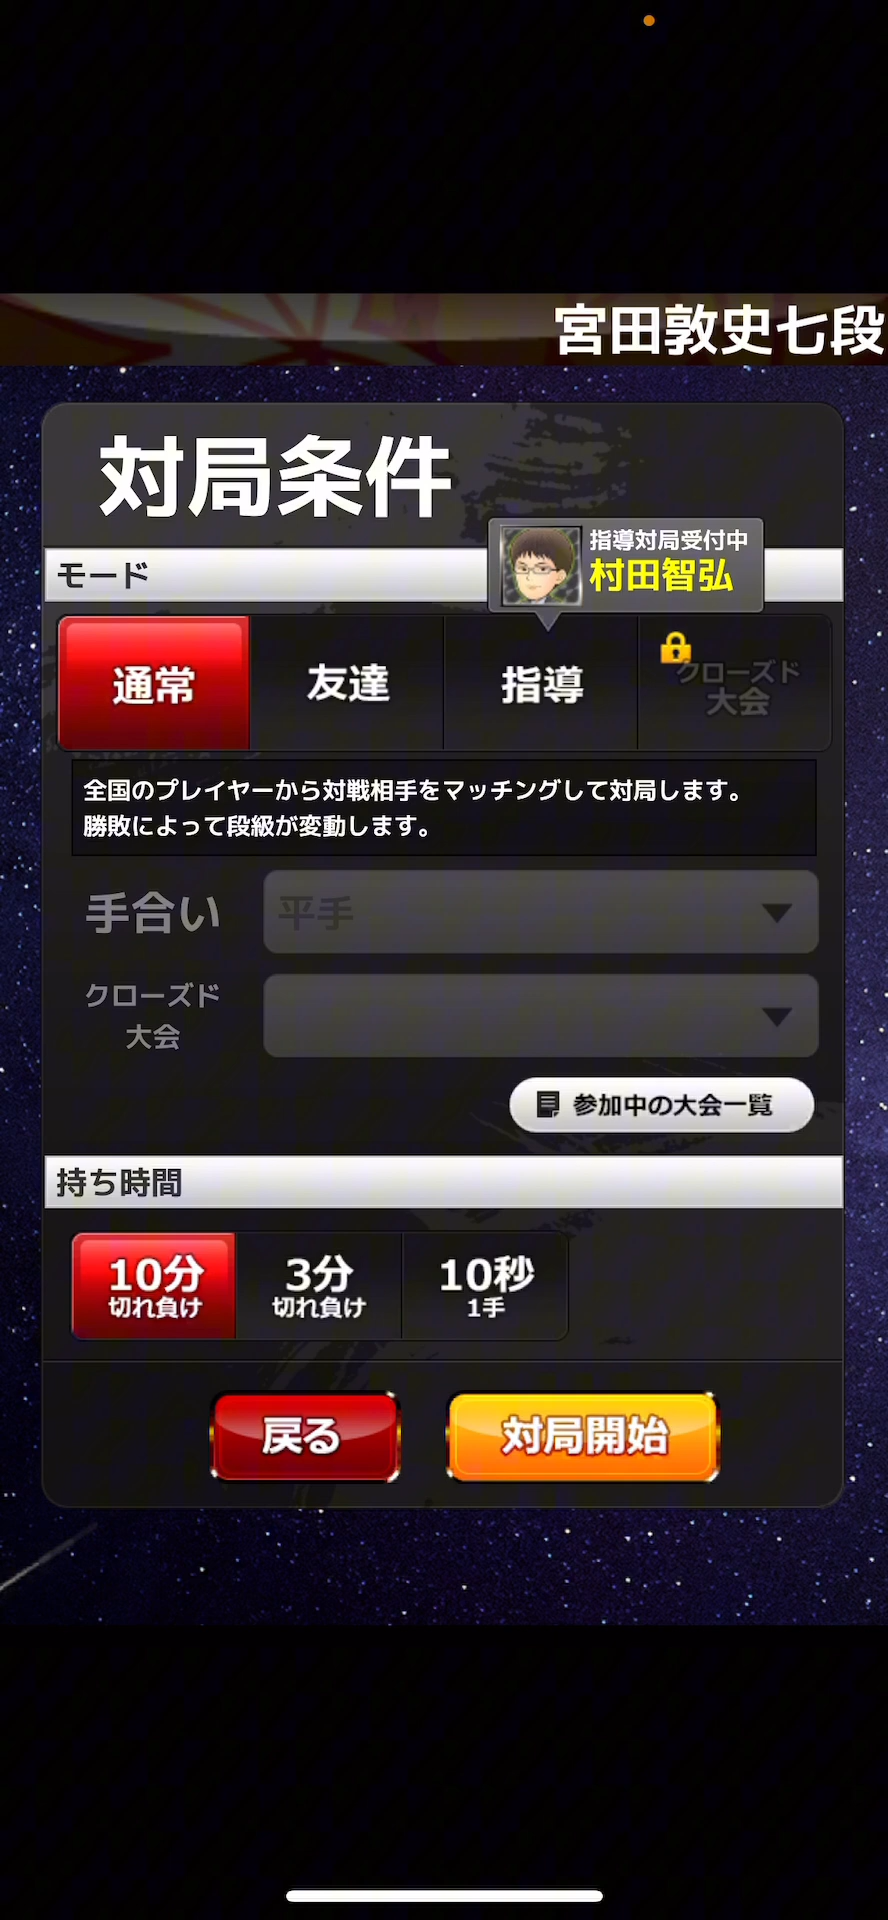 宮田敦史七段
対局条件
指導対局受付中
村田智弘
モード
通常
友達
指導
クローズド
大会
全国のプレイヤーから対戦相手をマッチングして対局します。
勝敗によって段級が変動します。
手合い
平手
クローズド
大会
参加中の大会一覧
持ち時間
10分
切れ負け
3分
切れ負け
10秒
1手
戻る
対局開始